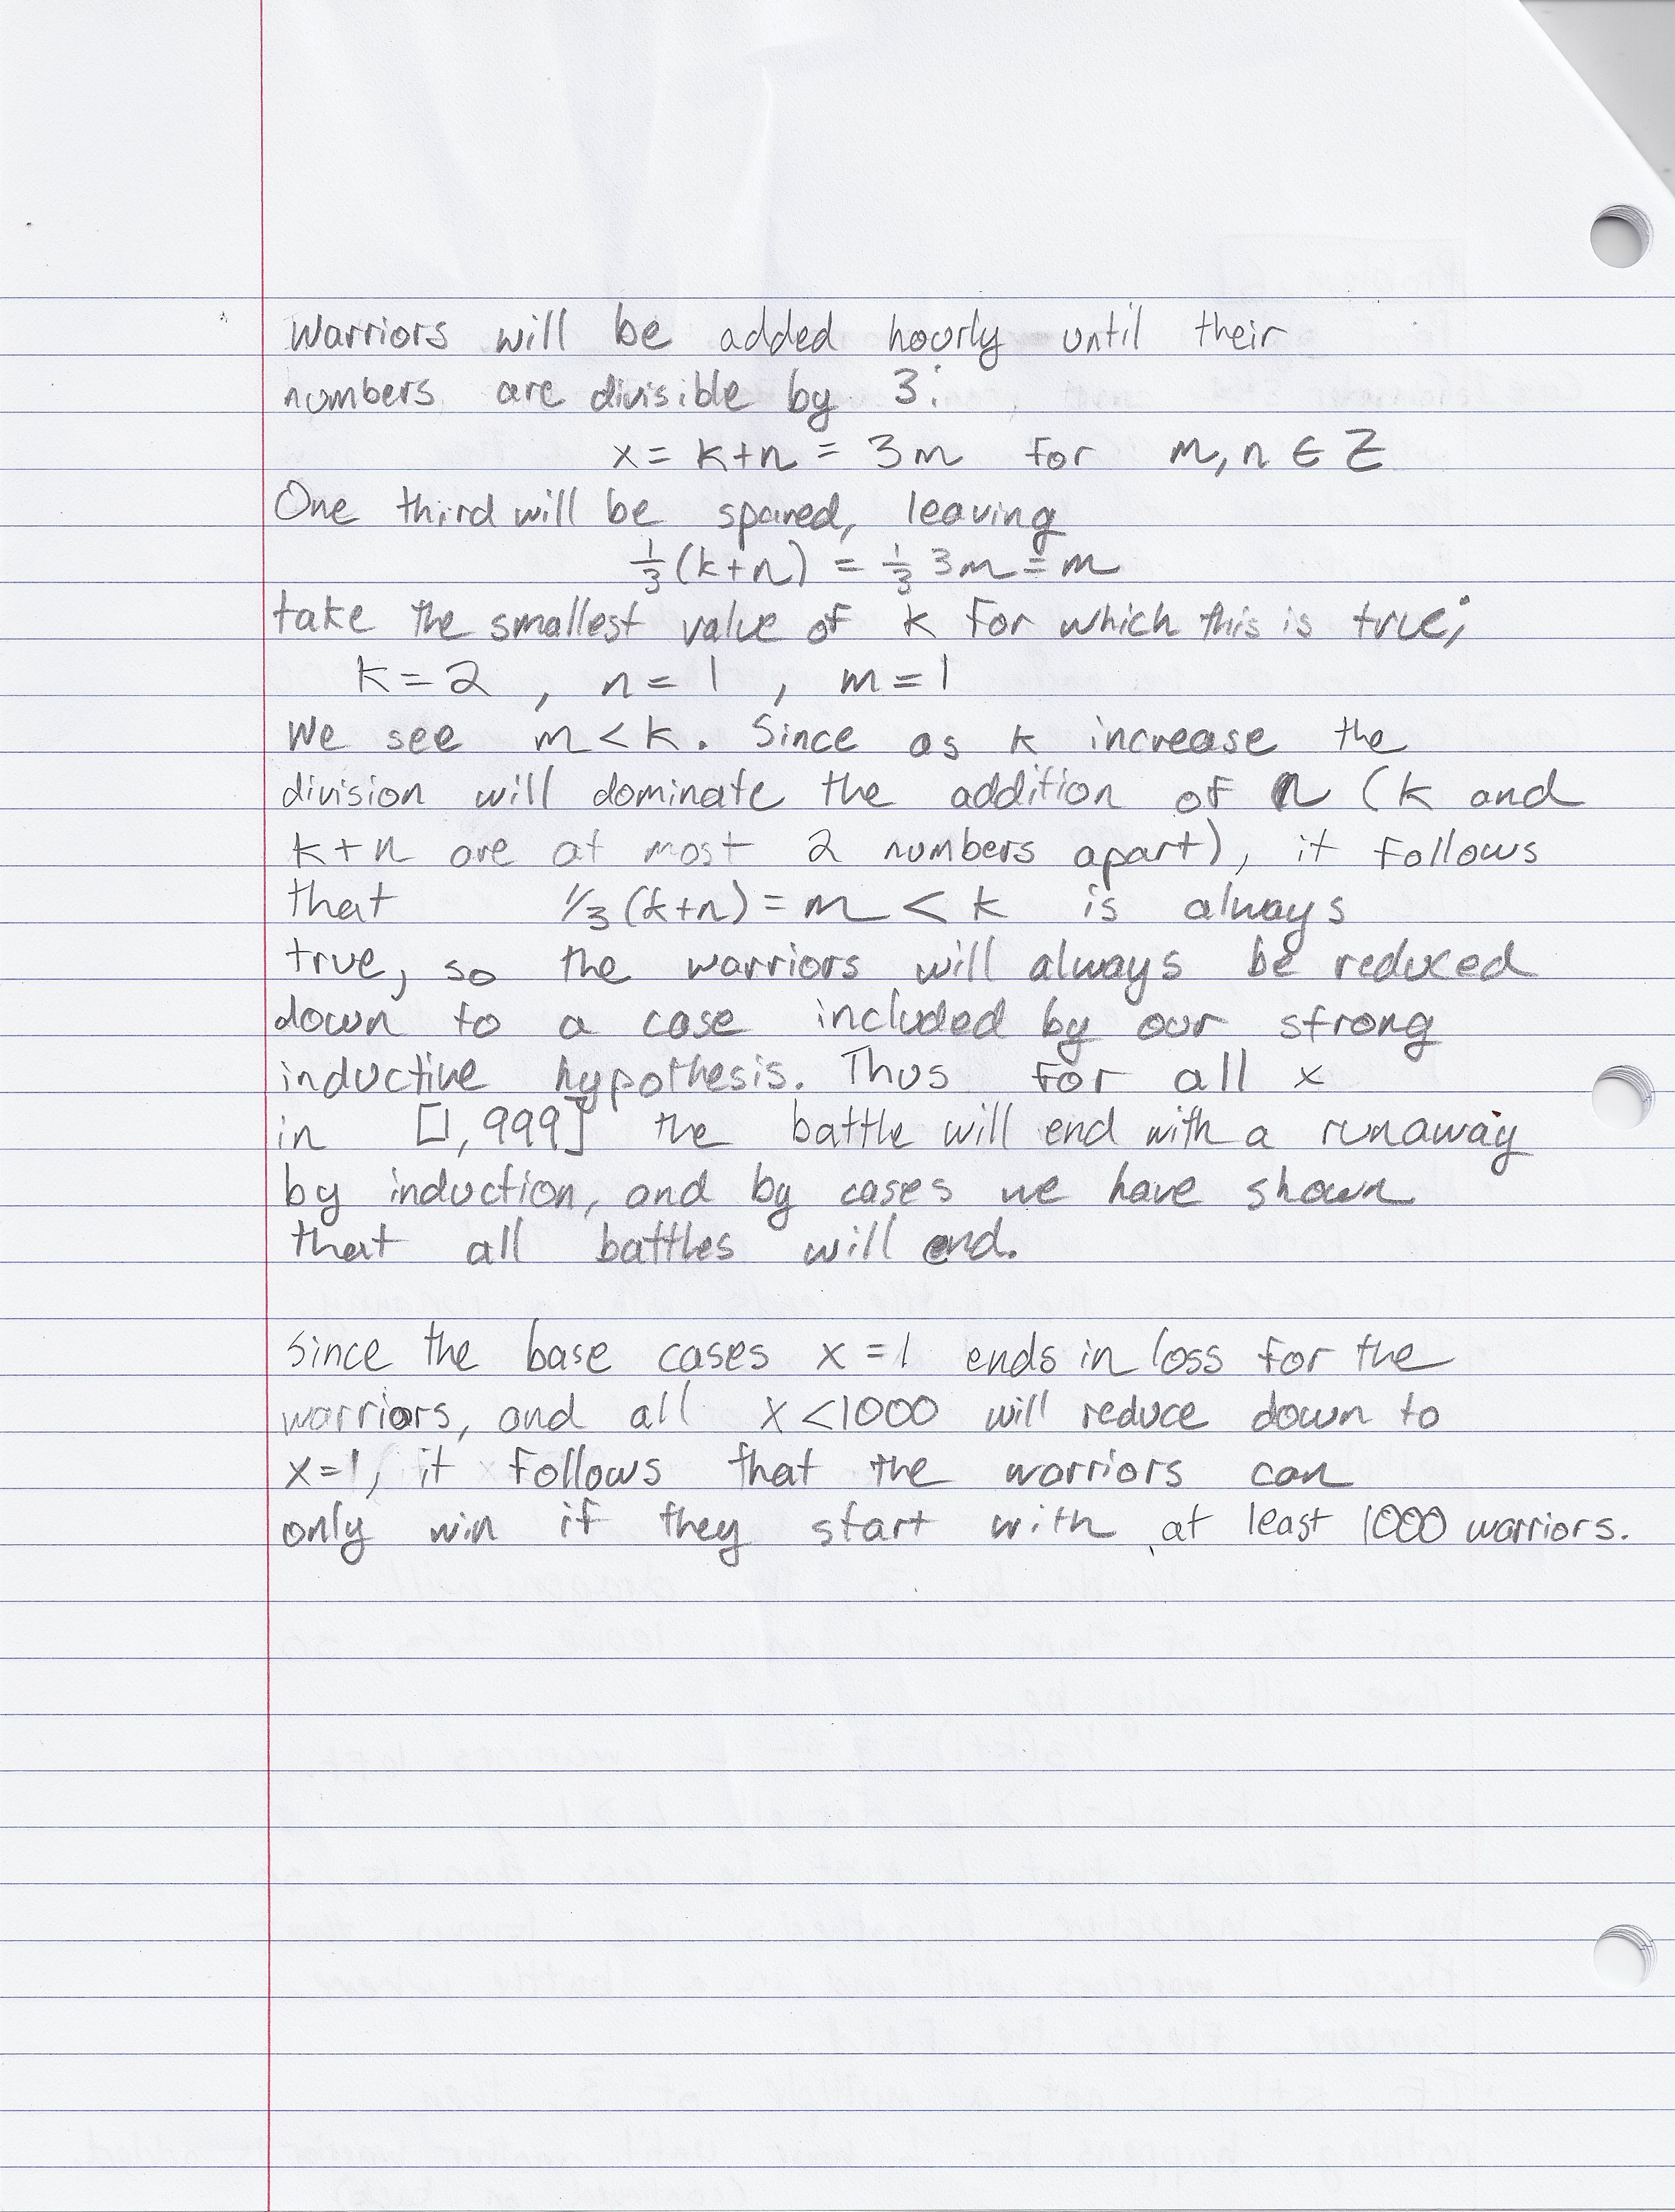 Warriors will be added hourly until their
numbers are divisible by 3:
x = k+n = 3m for m, n ∈ Z
One third will be spared, leaving
1/3 (k+n) = 1/3 3m = m
take the smallest value of k for which this is true;
k=2 , n=1 , m=1
We see m<k. Since as k increase the
division will dominate the addition of n (k and
k+n are at most 2 numbers apart), it follows
that 1/3 (k+n) = m < k is always
true, so the warriors will always be reduced
down to a case included by our strong
inductive hypothesis. Thus for all x
in [1,999] the battle will end with a runaway
by induction, and by cases we have shown
that all battles will end.
Since the base cases x=1 ends in loss for the
warriors, and all x<1000 will reduce down to
x=1, it follows that the warriors can
only win if they start with at least 1000 warriors.